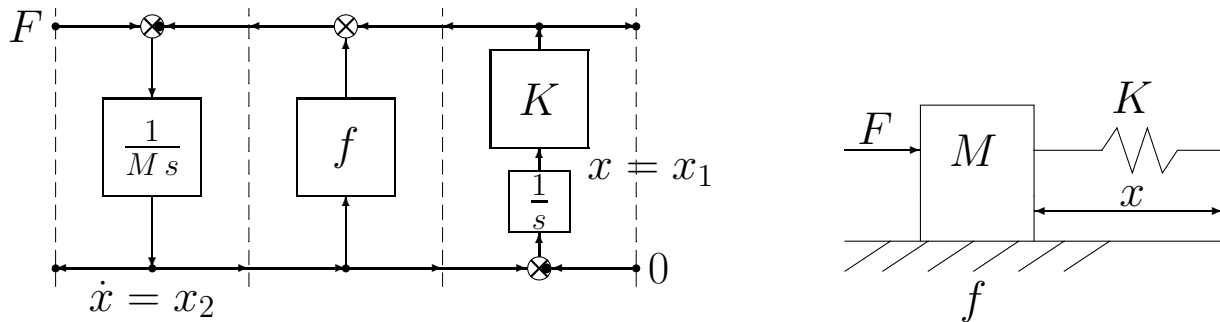 F
1
M s
f
K
1
s
x = x₁
0
ẋ = x₂
F
M
K
x
f